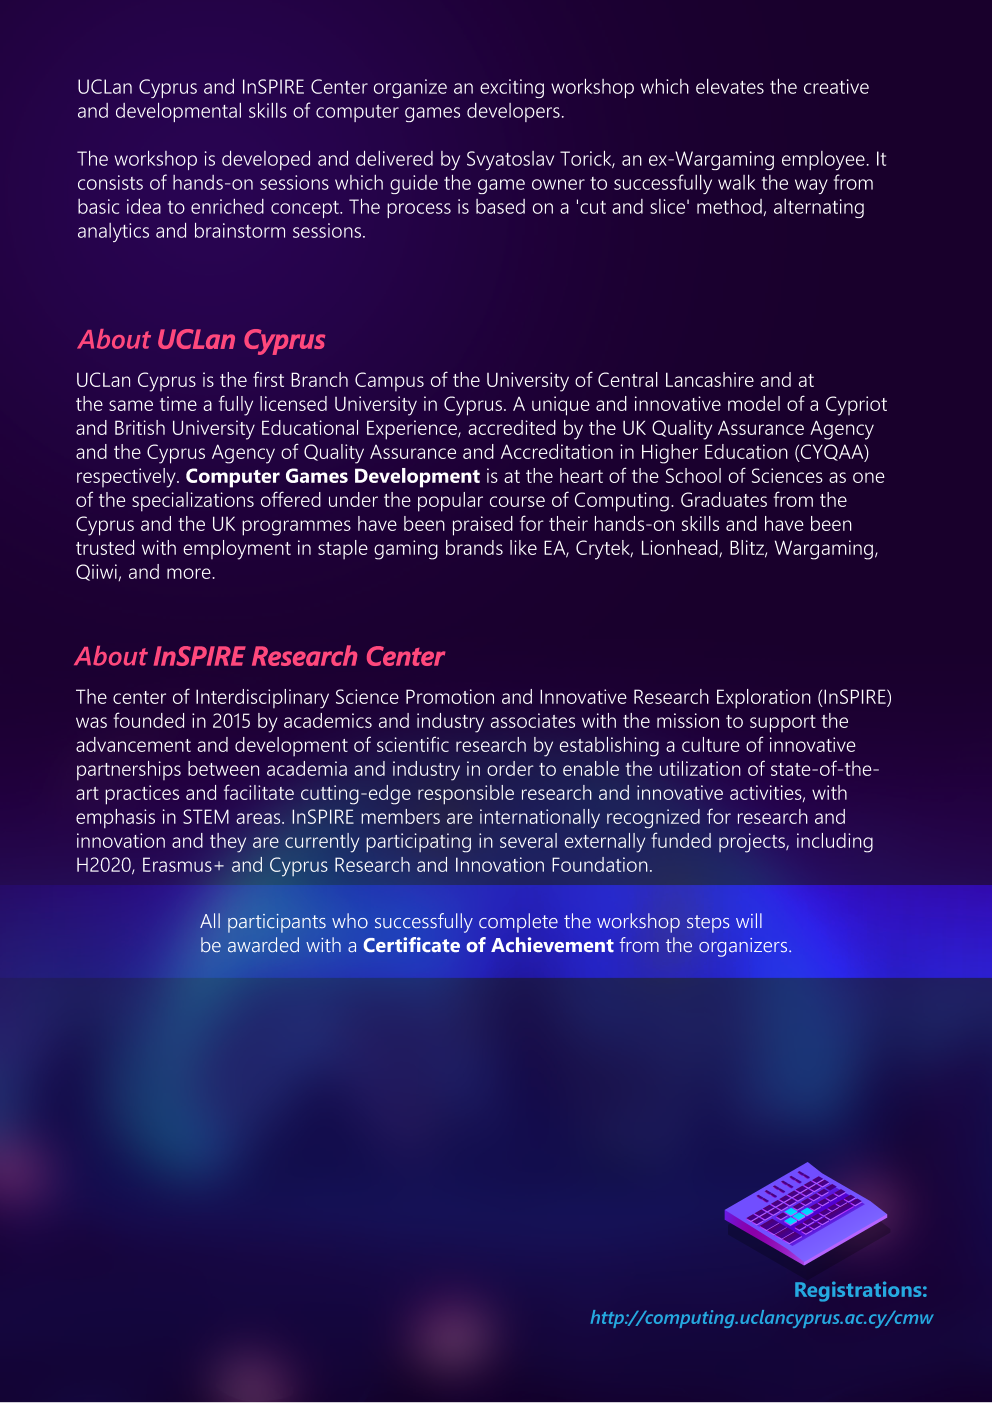 UCLan Cyprus and InSPIRE Center organize an exciting workshop which elevates the creative
and developmental skills of computer games developers.
The workshop is developed and delivered by Svyatoslav Torick, an ex-Wargaming employee. It
consists of hands-on sessions which guide the game owner to successfully walk the way from
basic idea to enriched concept. The process is based on a 'cut and slice' method, alternating
analytics and brainstorm sessions.
About UCLan Cyprus
UCLan Cyprus is the first Branch Campus of the University of Central Lancashire and at
the same time a fully licensed University in Cyprus. A unique and innovative model of a Cypriot
and British University Educational Experience, accredited by the UK Quality Assurance Agency
and the Cyprus Agency of Quality Assurance and Accreditation in Higher Education (CYQAA)
respectively. Computer Games Development is at the heart of the School of Sciences as one
of the specializations offered under the popular course of Computing. Graduates from the
Cyprus and the UK programmes have been praised for their hands-on skills and have been
trusted with employment in staple gaming brands like EA, Crytek, Lionhead, Blitz, Wargaming,
Qiiwi, and more.
About InSPIRE Research Center
The center of Interdisciplinary Science Promotion and Innovative Research Exploration (InSPIRE)
was founded in 2015 by academics and industry associates with the mission to support the
advancement and development of scientific research by establishing a culture of innovative
partnerships between academia and industry in order to enable the utilization of state-of-the-
art practices and facilitate cutting-edge responsible research and innovative activities, with
emphasis in STEM areas. InSPIRE members are internationally recognized for research and
innovation and they are currently participating in several externally funded projects, including
H2020, Erasmus+ and Cyprus Research and Innovation Foundation.
All participants who successfully complete the workshop steps will
be awarded with a Certificate of Achievement from the organizers.
Registrations:
http://computing.uclancyprus.ac.cy/cmw